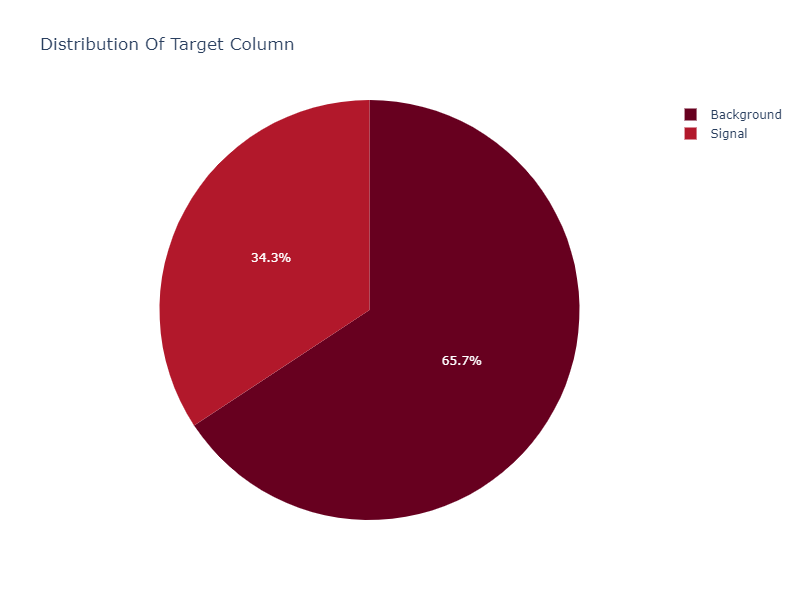 Distribution Of Target Column
Background
Signal
34.3%
65.7%